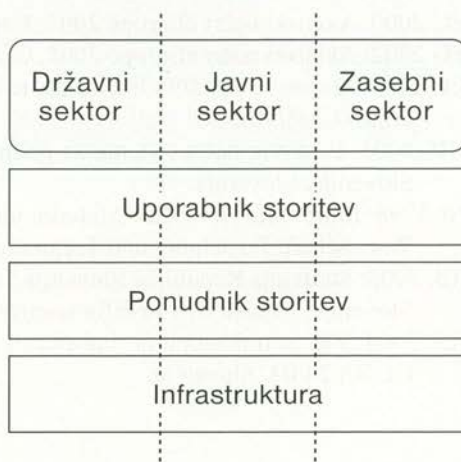 Državni sektor
Javni sektor
Zasebni sektor
Uporabnik storitev
Ponudnik storitev
Infrastruktura